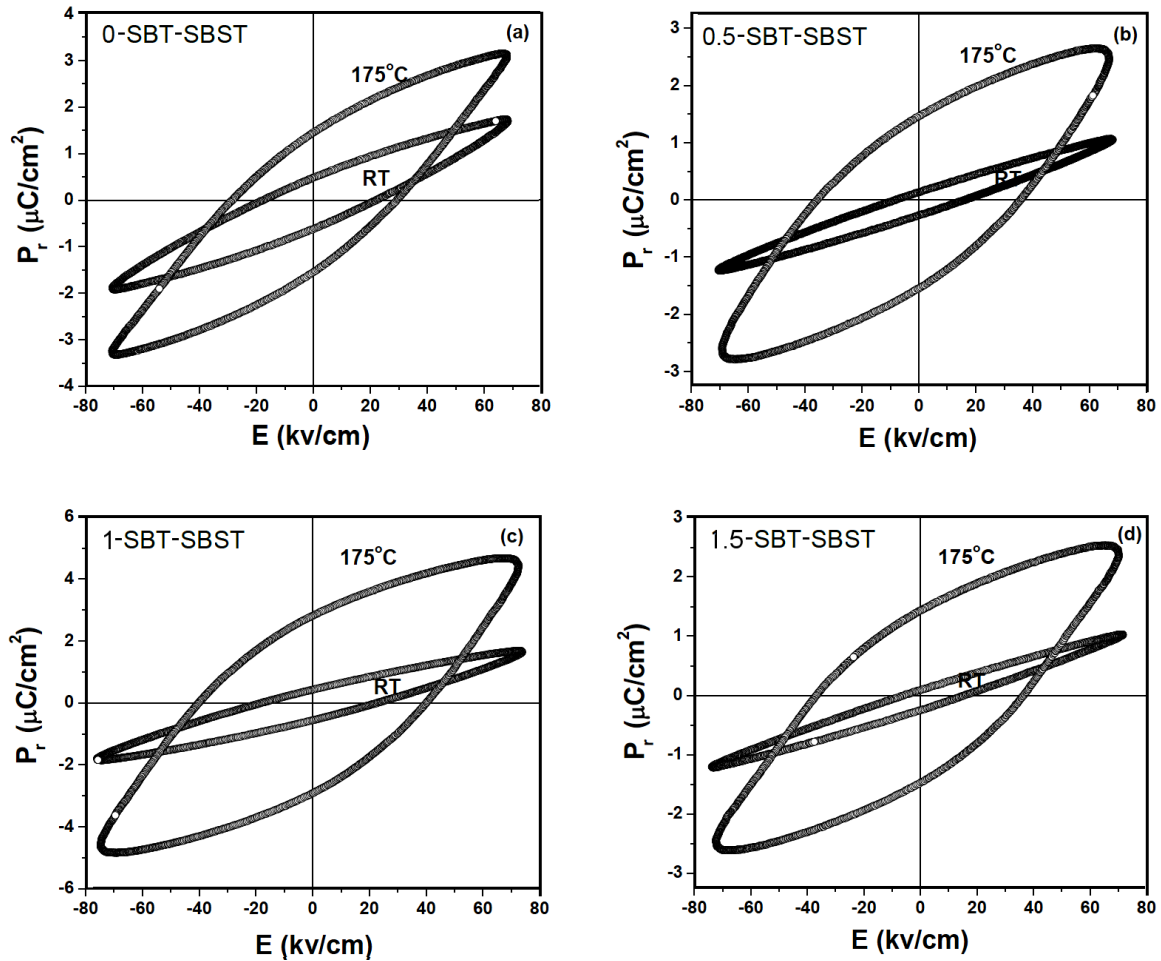 0-SBT-SBST
(a)
175°C
RT
P_r (μC/cm²)
4
3
2
1
0
-1
-2
-3
-4
-80 -60 -40 -20 0 20 40 60 80
E (kv/cm)
0.5-SBT-SBST
(b)
175°C
RT
P_r (μC/cm²)
3
2
1
0
-1
-2
-3
-80 -60 -40 -20 0 20 40 60 80
E (kv/cm)
1-SBT-SBST
(c)
175°C
RT
P_r (μC/cm²)
6
4
2
0
-2
-4
-6
-80 -60 -40 -20 0 20 40 60 80
E (kv/cm)
1.5-SBT-SBST
(d)
175°C
RT
P_r (μC/cm²)
3
2
1
0
-1
-2
-3
-80 -60 -40 -20 0 20 40 60 80
E (kv/cm)